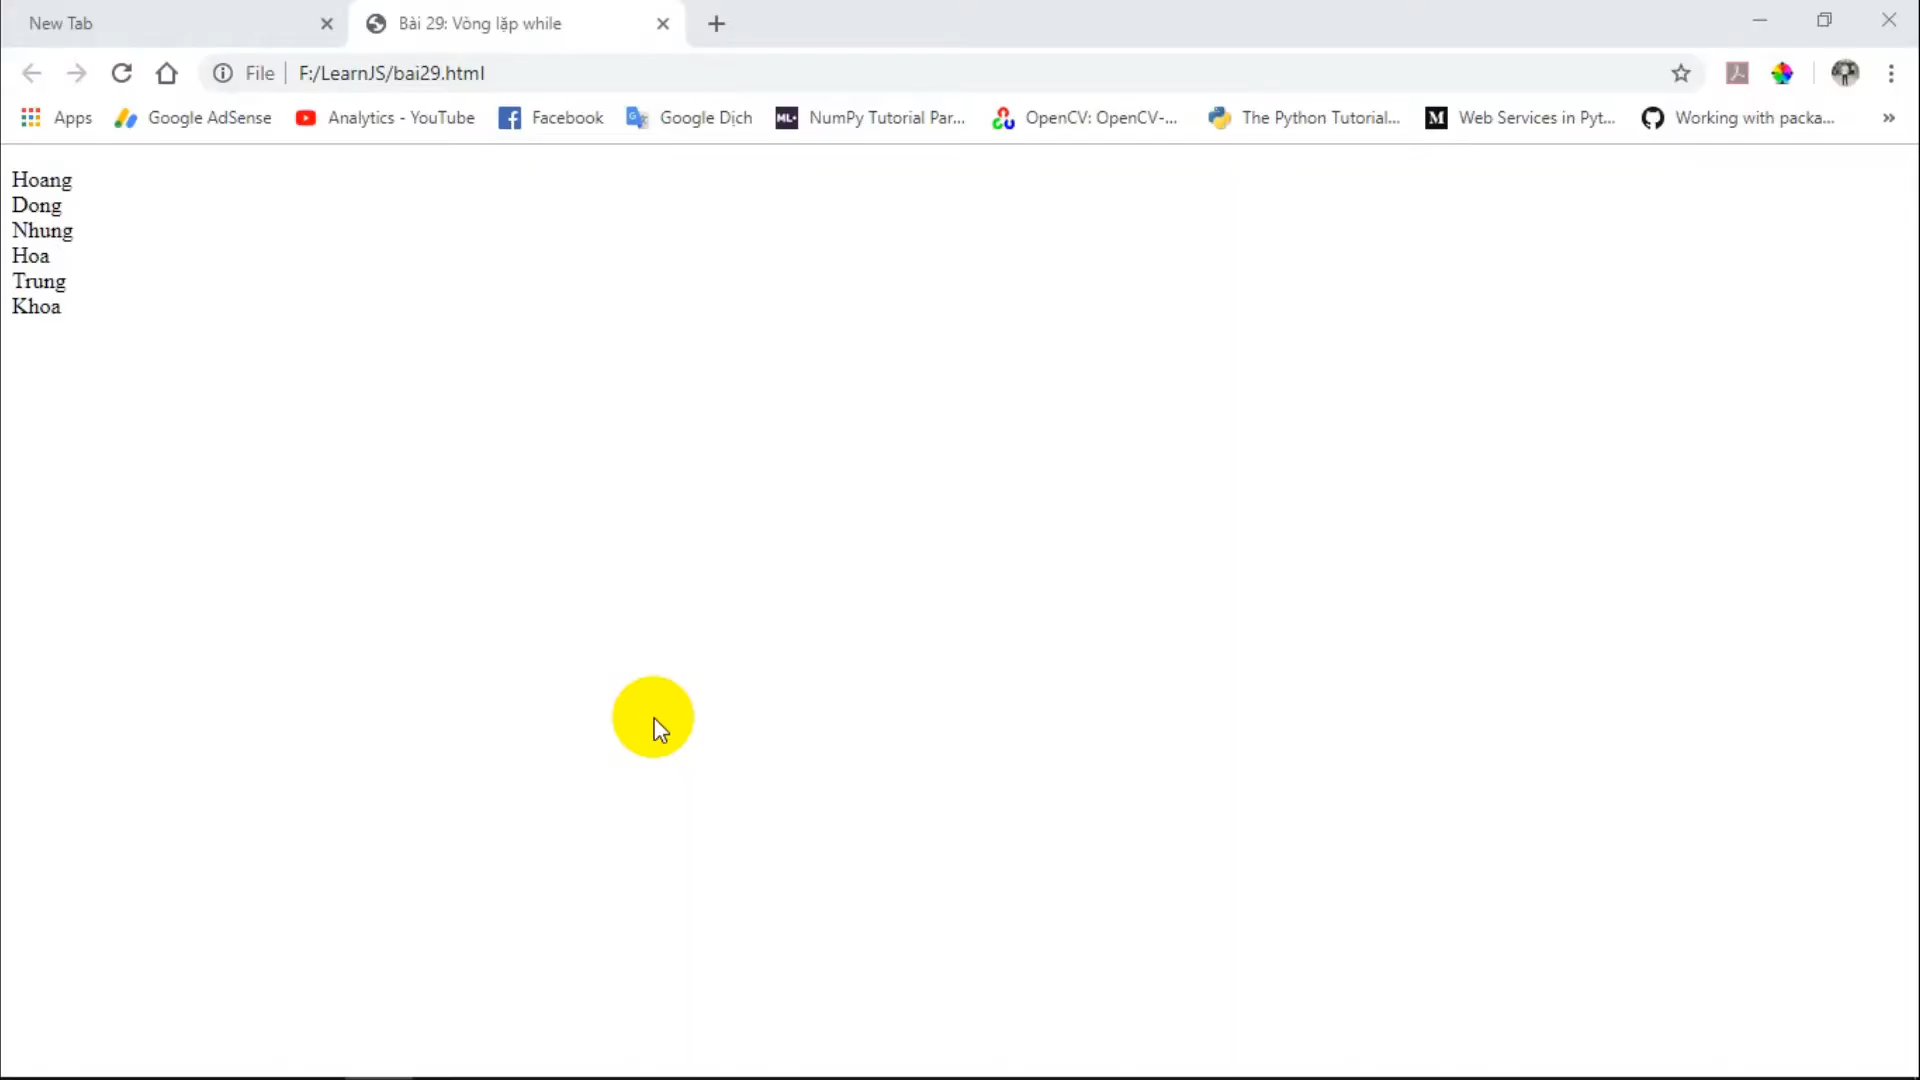 New Tab
Bài 29: Vòng lặp while
File
F:/LearnJS/bai29.html
Apps
Google AdSense
Analytics - YouTube
Facebook
Google Dịch
ML
NumPy Tutorial Par...
OpenCV: OpenCV-...
The Python Tutorial...
M
Web Services in Pyt...
Working with packa...
»
Hoang
Dong
Nhung
Hoa
Trung
Khoa